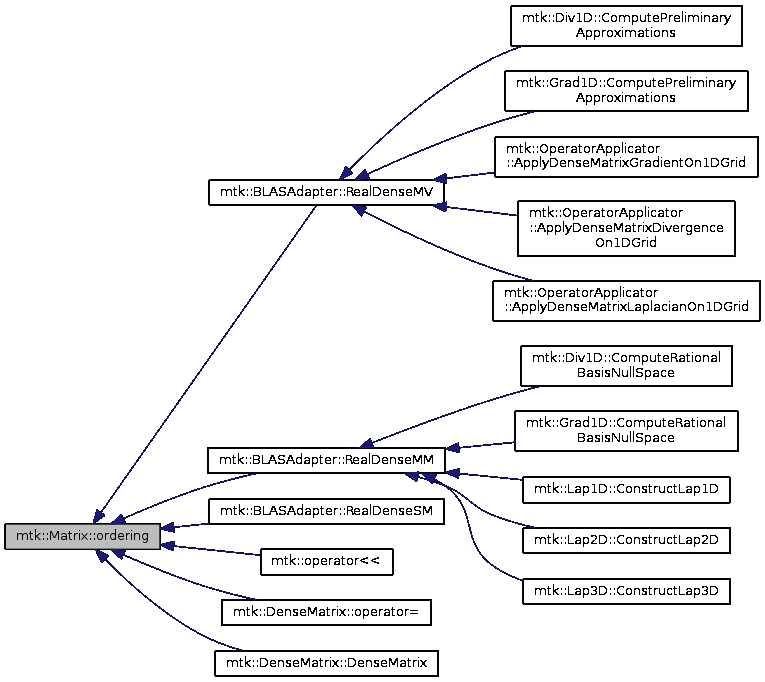 mtk::Div1D::ComputePreliminary
Approximations
mtk::Grad1D::ComputePreliminary
Approximations
mtk::OperatorApplicator
::ApplyDenseMatrixGradientOn1DGrid
mtk::BLASAdapter::RealDenseMV
mtk::OperatorApplicator
::ApplyDenseMatrixDivergence
On1DGrid
mtk::OperatorApplicator
::ApplyDenseMatrixLaplacianOn1DGrid
mtk::Div1D::ComputeRational
BasisNullSpace
mtk::Grad1D::ComputeRational
BasisNullSpace
mtk::BLASAdapter::RealDenseMM
mtk::Lap1D::ConstructLap1D
mtk::BLASAdapter::RealDenseSM
mtk::Matrix::ordering
mtk::Lap2D::ConstructLap2D
mtk::operator<<
mtk::Lap3D::ConstructLap3D
mtk::DenseMatrix::operator=
mtk::DenseMatrix::DenseMatrix